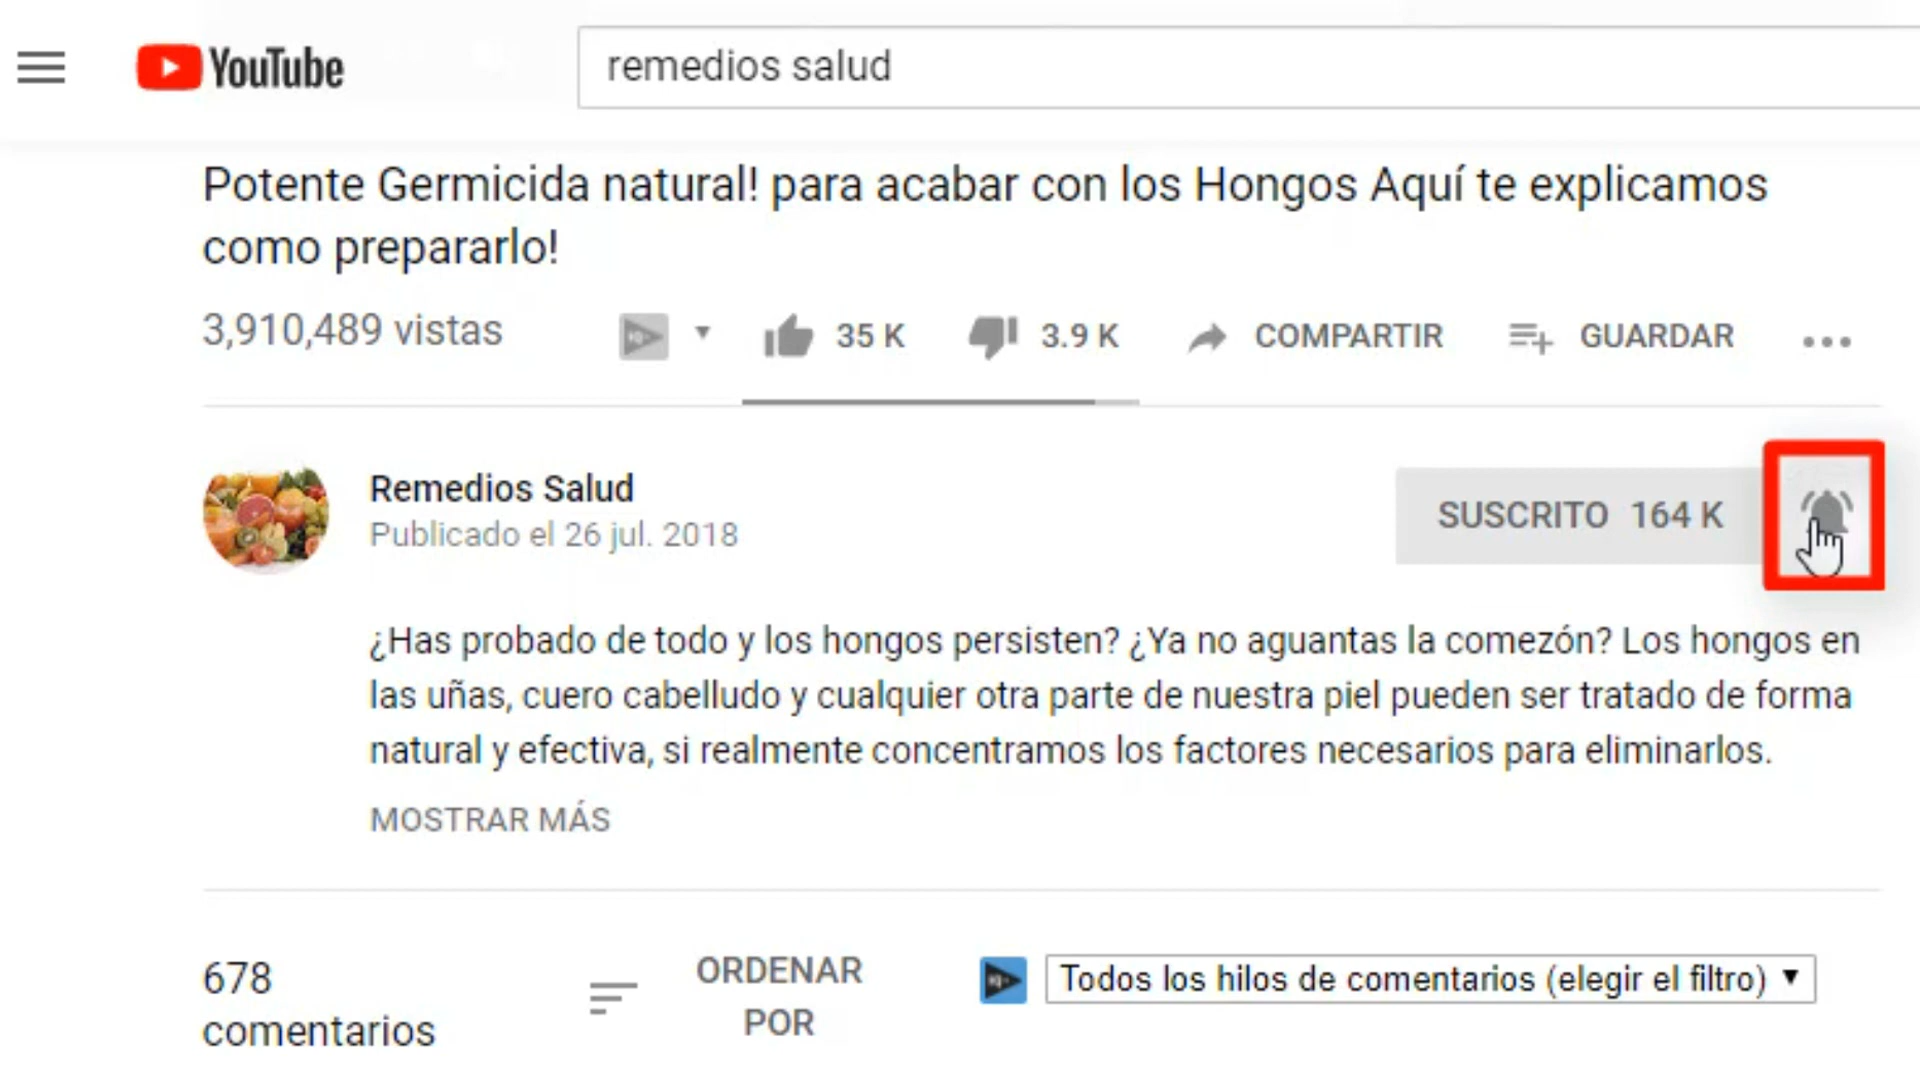 YouTube
remedios salud
Potente Germicida natural! para acabar con los Hongos Aquí te explicamos
como prepararlo!
3,910,489 vistas
35 K
3.9 K
COMPARTIR
GUARDAR
Remedios Salud
Publicado el 26 jul. 2018
SUSCRITO 164 K
¿Has probado de todo y los hongos persisten? ¿Ya no aguantas la comezón? Los hongos en
las uñas, cuero cabelludo y cualquier otra parte de nuestra piel pueden ser tratado de forma
natural y efectiva, si realmente concentramos los factores necesarios para eliminarlos.
MOSTRAR MÁS
678
comentarios
ORDENAR
POR
Todos los hilos de comentarios (elegir el filtro)